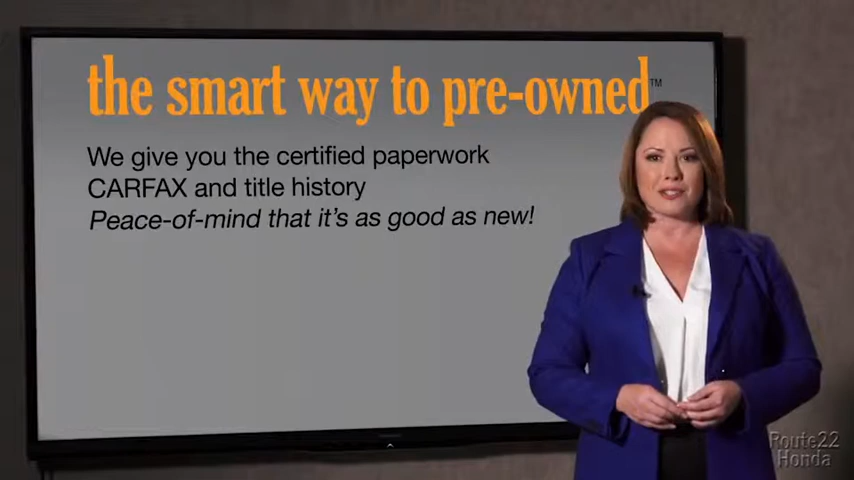 the smart way to pre-owned™
We give you the certified paperwork
CARFAX and title history
Peace-of-mind that it's as good as new!
Route22
Honda